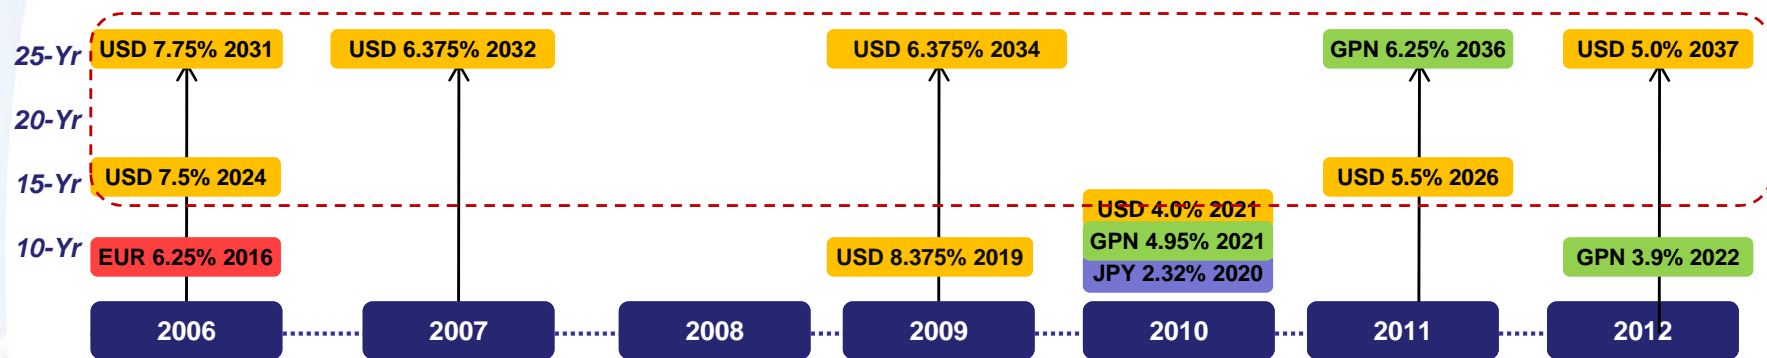 25-Yr
USD 7.75% 2031
USD 6.375% 2032
USD 6.375% 2034
GPN 6.25% 2036
USD 5.0% 2037
20-Yr
15-Yr
USD 7.5% 2024
USD 5.5% 2026
USD 4.0% 2021
10-Yr
EUR 6.25% 2016
USD 8.375% 2019
GPN 4.95% 2021
GPN 3.9% 2022
JPY 2.32% 2020
2006
2007
2008
2009
2010
2011
2012